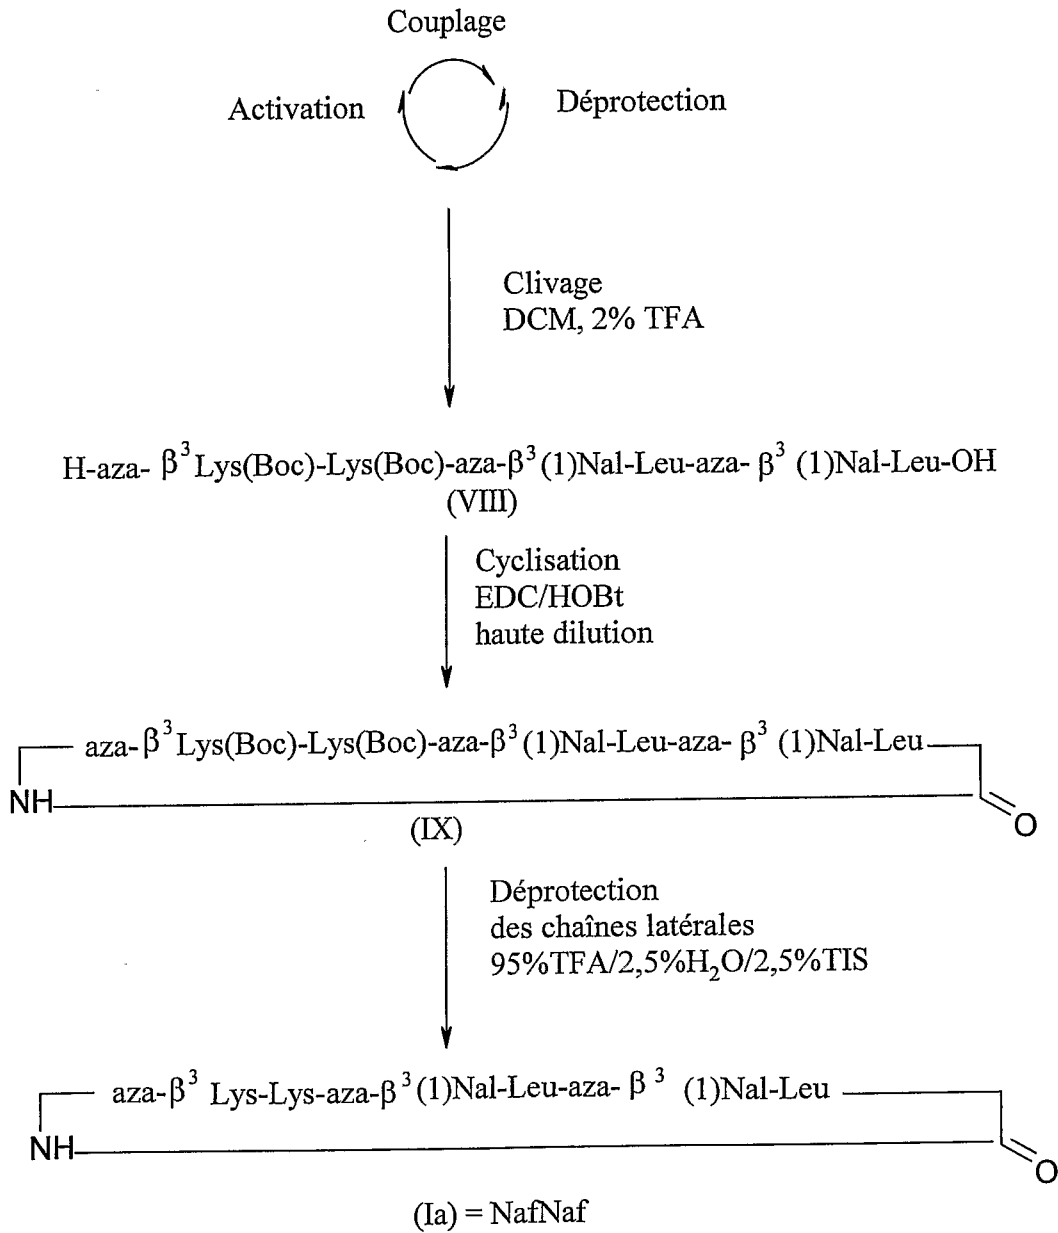 Couplage
Activation
Déprotection
Clivage
DCM, 2% TFA
H-aza- β³ Lys(Boc)-Lys(Boc)-aza-β³(1)Nal-Leu-aza- β³ (1)Nal-Leu-OH
(VIII)
Cyclisation
EDC/HOBt
haute dilution
aza-β³Lys(Boc)-Lys(Boc)-aza-β³(1)Nal-Leu-aza- β³ (1)Nal-Leu
NH
O
(IX)
Déprotection
des chaînes latérales
95%TFA/2,5%H₂O/2,5%TIS
aza-β³ Lys-Lys-aza-β³(1)Nal-Leu-aza- β³ (1)Nal-Leu
NH
O
(Ia) = NafNaf